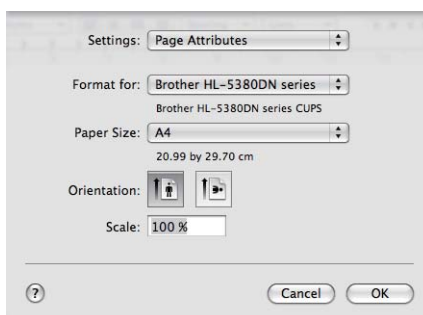 Settings: Page Attributes
Format for: Brother HL-5380DN series
Brother HL-5380DN series CUPS
Paper Size: A4
20.99 by 29.70 cm
Orientation:
Scale: 100 %
? Cancel OK